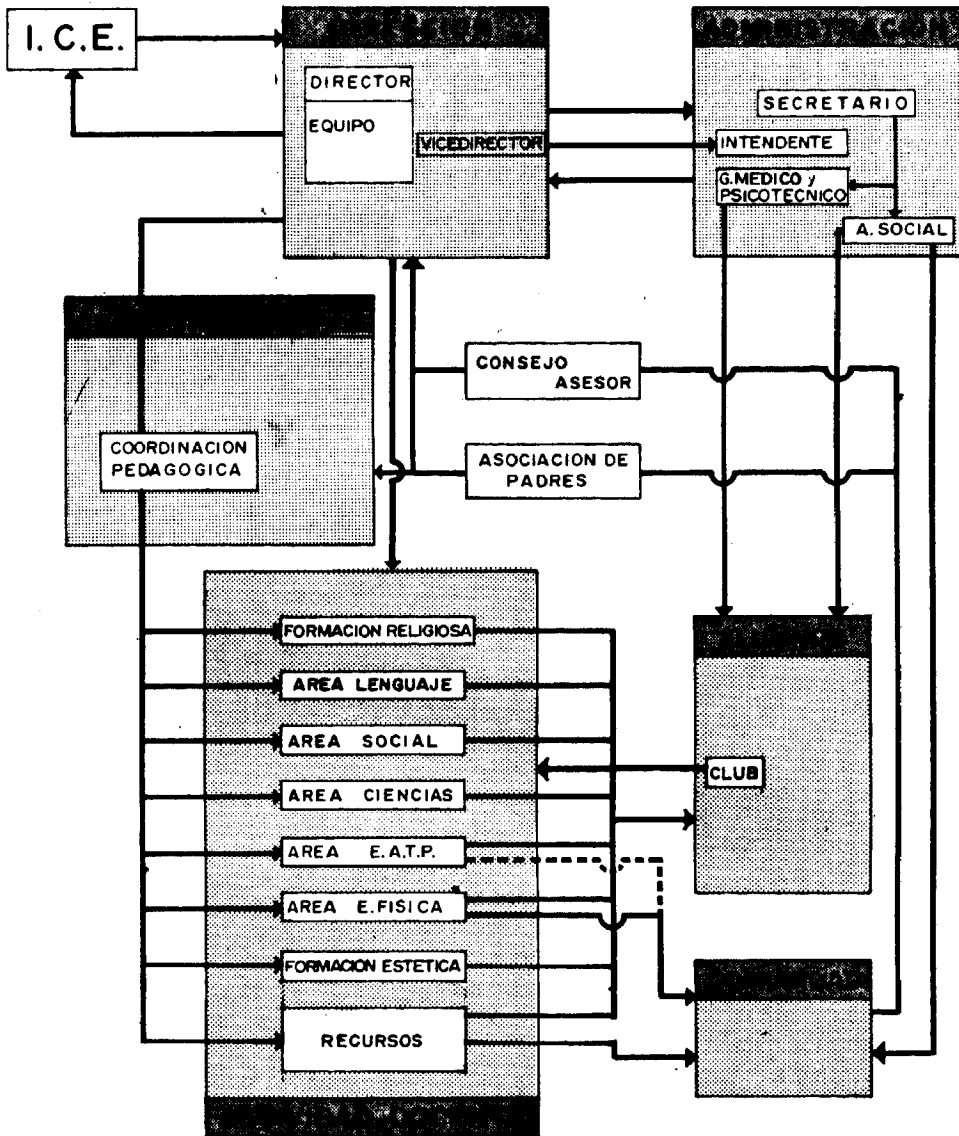 I. C. E.
ADMINISTRACION
DIRECTOR
EQUIPO
VICEDIRECTOR
SECRETARIO
INTENDENTE
G. MEDICO y
PSICOTECNICO
A. SOCIAL
CONSEJO
ASESOR
COORDINACION
PEDAGOGICA
ASOCIACION DE
PADRES
FORMACION RELIGIOSA
AREA LENGUAJE
AREA SOCIAL
AREA CIENCIAS
AREA E.A.T.P.
AREA E. FISICA
FORMACION ESTETICA
RECURSOS
CLUB